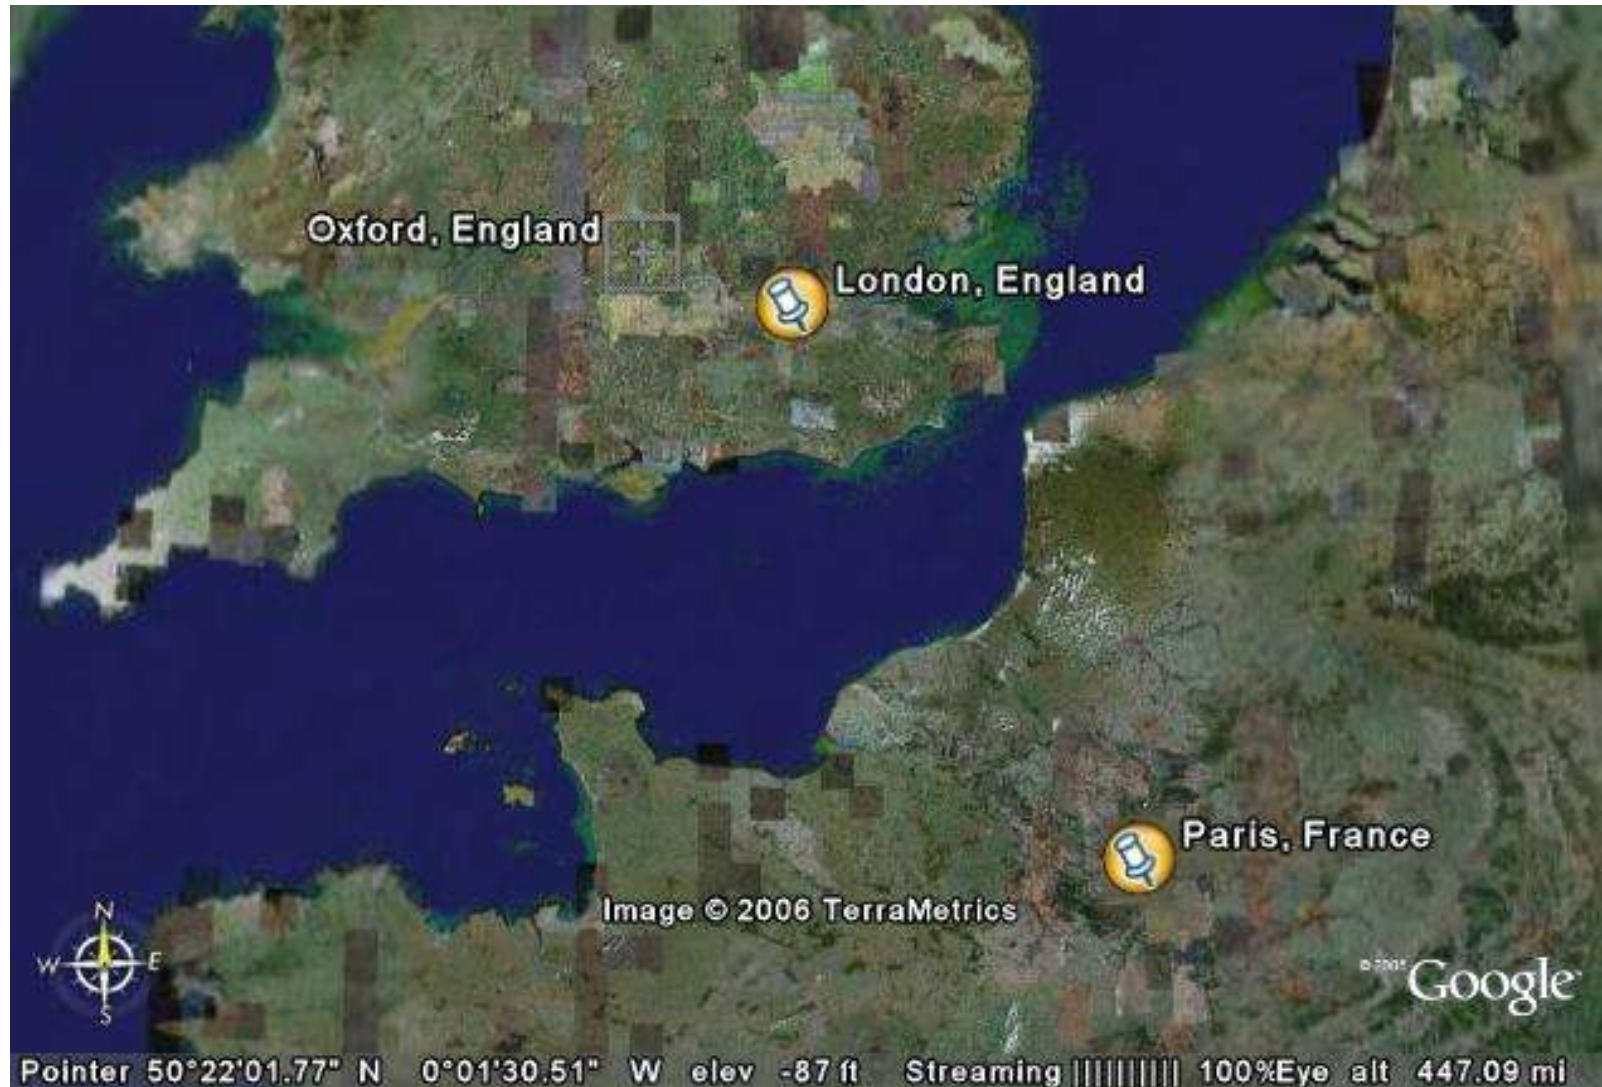 Oxford, England
London, England
Paris, France
Image © 2006 TerraMetrics
N
W E
S
Google
Pointer 50°22'01.77" N 0°01'30.51" W elev -87 ft Streaming |||||||||| 100% Eye alt 447.09 mi